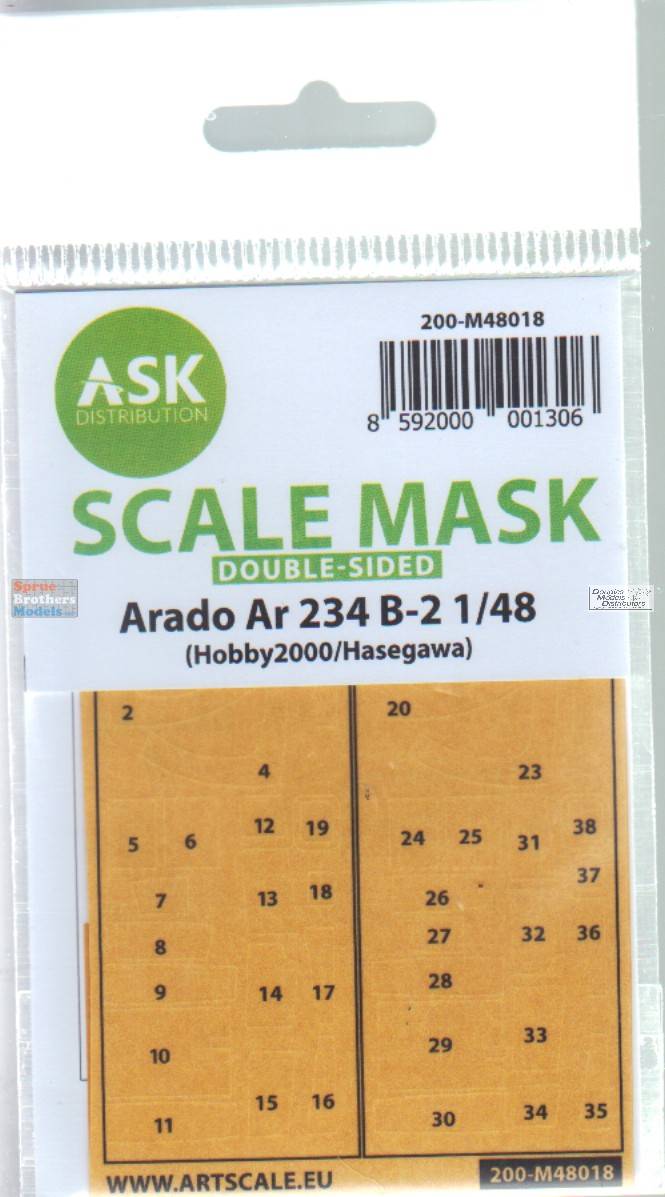 200-M48018
ASK
DISTRIBUTION
8 592000 001306
SCALE MASK
DOUBLE-SIDED
Sprue
Brothers
Models
Douglas
Models
Distributors
Arado Ar 234 B-2 1/48
(Hobby2000/Hasegawa)
2 20
4 23
5 6 12 19 24 25 31 38
7 13 18 26 37
8 27 32 36
9 14 17 28
10 29 33
11 15 16 30 34 35
WWW.ARTSCALE.EU 200-M48018